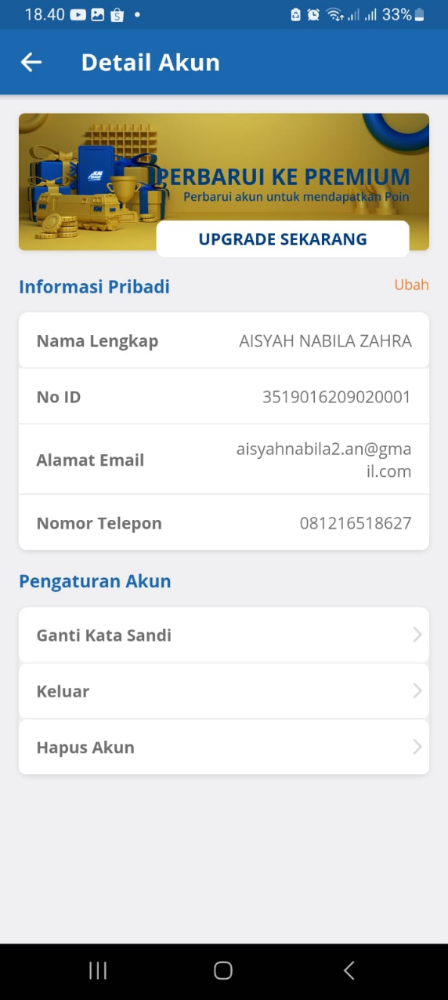 18.40
33%
Detail Akun
PERBARUI KE PREMIUM
Perbarui akun untuk mendapatkan Poin
UPGRADE SEKARANG
Informasi Pribadi
Ubah
Nama Lengkap
AISYAH NABILA ZAHRA
No ID
3519016209020001
Alamat Email
aisyahnabila2.an@gma
il.com
Nomor Telepon
081216518627
Pengaturan Akun
Ganti Kata Sandi
Keluar
Hapus Akun